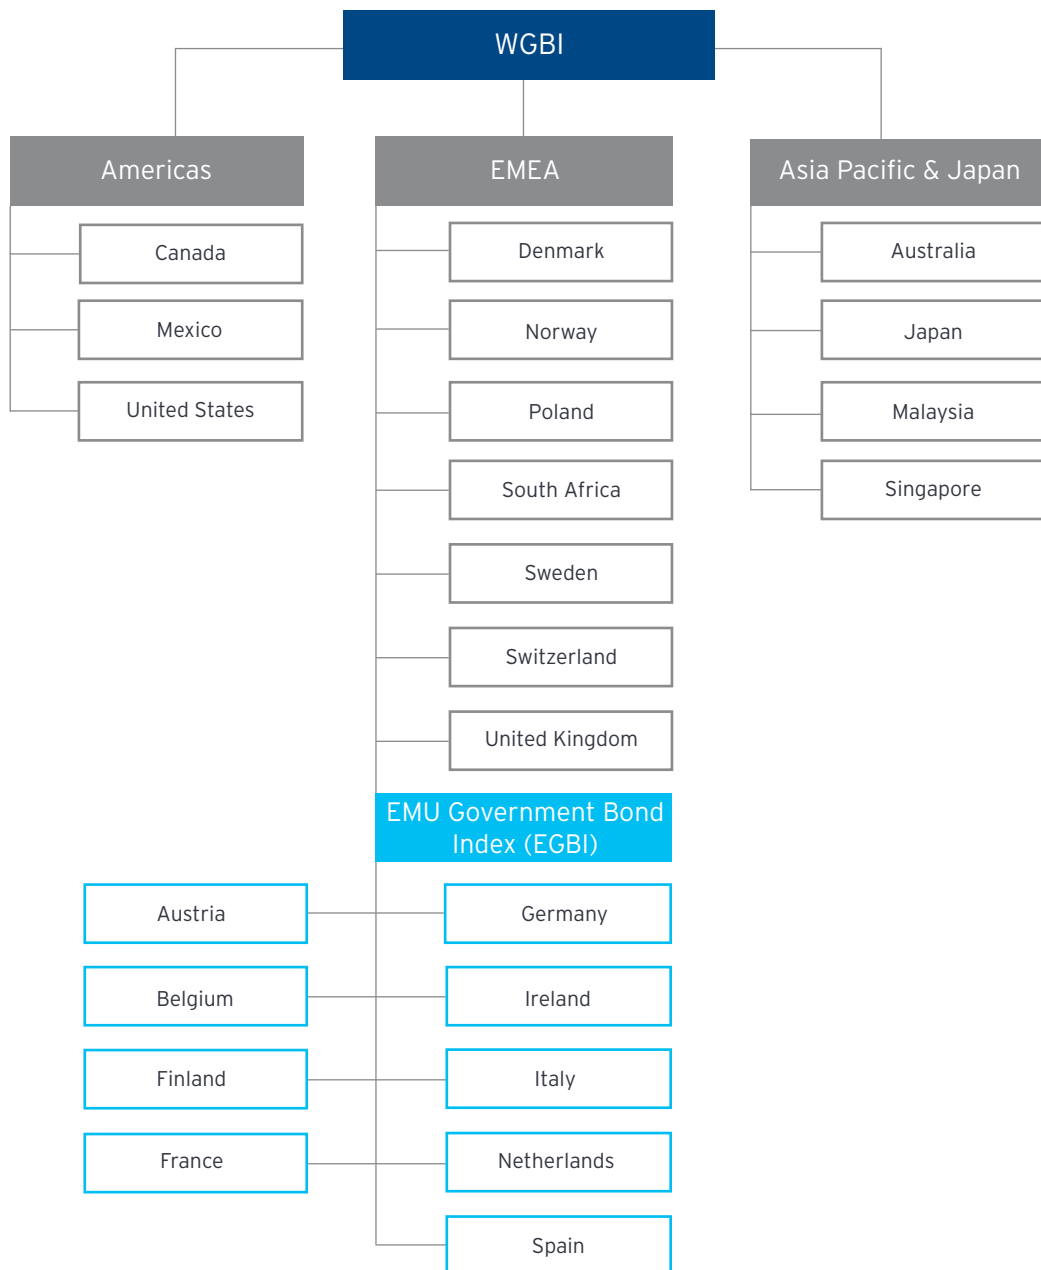 WGBI
Americas
Canada
Mexico
United States
EMEA
Denmark
Norway
Poland
South Africa
Sweden
Switzerland
United Kingdom
EMU Government Bond
Index (EGBI)
Austria
Germany
Belgium
Ireland
Finland
Italy
France
Netherlands
Spain
Asia Pacific & Japan
Australia
Japan
Malaysia
Singapore